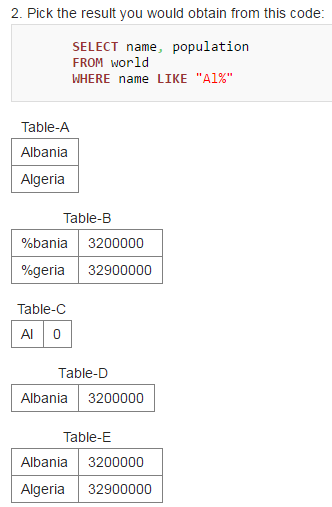 2. Pick the result you would obtain from this code:
SELECT name, population
FROM world
WHERE name LIKE "Al%"
Table-A
Albania
Algeria
Table-B
%bania 3200000
%geria 32900000
Table-C
Al 0
Table-D
Albania 3200000
Table-E
Albania 3200000
Algeria 32900000